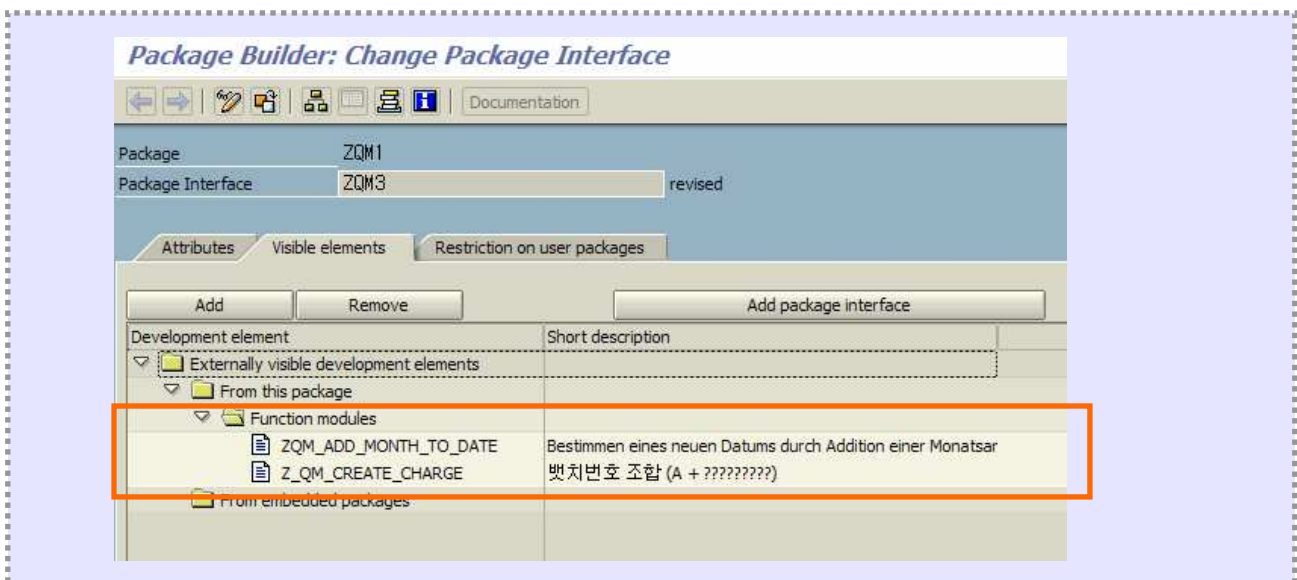 Package Builder: Change Package Interface
Documentation
Package ZQM1
Package Interface ZQM3 revised
Attributes Visible elements Restriction on user packages
Add Remove Add package interface
Development element Short description
Externally visible development elements
From this package
Function modules
ZQM_ADD_MONTH_TO_DATE Bestimmen eines neuen Datums durch Addition einer Monatsar
Z_QM_CREATE_CHARGE 뱃치번호 조합 (A + ?????????)
From embedded packages